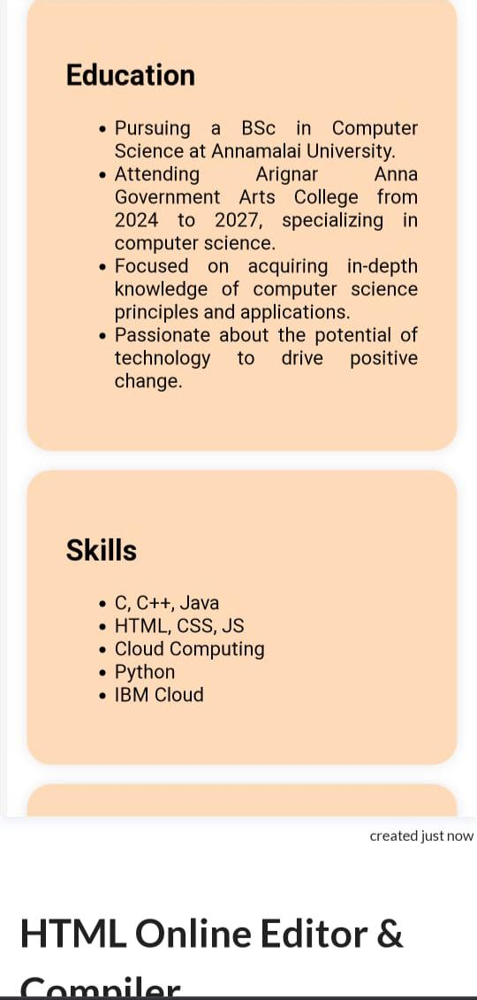 Education
• Pursuing a BSc in Computer
Science at Annamalai University.
• Attending Arignar Anna
Government Arts College from
2024 to 2027, specializing in
computer science.
• Focused on acquiring in-depth
knowledge of computer science
principles and applications.
• Passionate about the potential of
technology to drive positive
change.
Skills
• C, C++, Java
• HTML, CSS, JS
• Cloud Computing
• Python
• IBM Cloud
created just now
HTML Online Editor &
Compiler